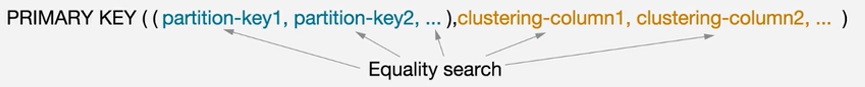 PRIMARY KEY ( ( partition-key1, partition-key2, ... ),clustering-column1, clustering-column2, ... )
Equality search